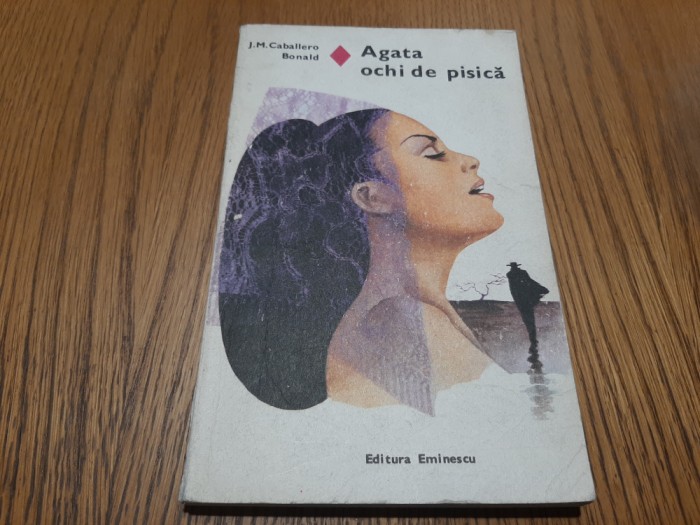 J.M.Caballero
Bonald
Agata
ochi de pisică
Editura Eminescu